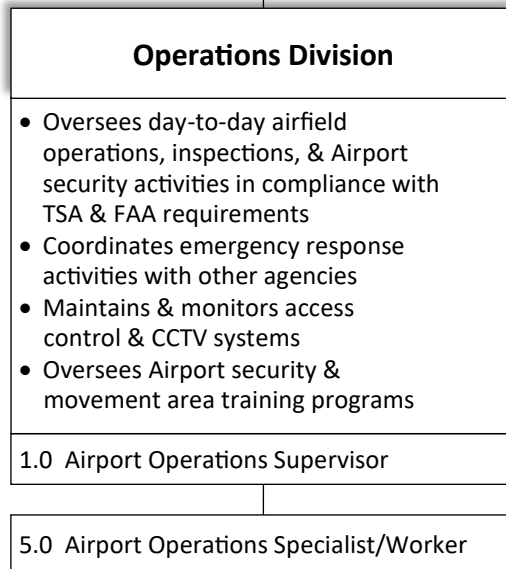 Operations Division
• Oversees day-to-day airfield
operations, inspections, & Airport
security activities in compliance with
TSA & FAA requirements
• Coordinates emergency response
activities with other agencies
• Maintains & monitors access
control & CCTV systems
• Oversees Airport security &
movement area training programs
1.0 Airport Operations Supervisor
5.0 Airport Operations Specialist/Worker